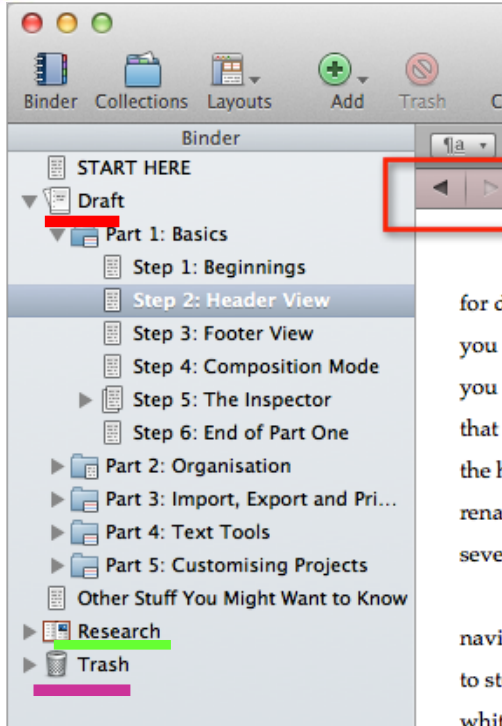 Binder Collections Layouts Add Trash C
Binder
¶a
START HERE
Draft
Part 1: Basics
Step 1: Beginnings
Step 2: Header View
Step 3: Footer View
Step 4: Composition Mode
Step 5: The Inspector
Step 6: End of Part One
Part 2: Organisation
Part 3: Import, Export and Pri...
Part 4: Text Tools
Part 5: Customising Projects
Other Stuff You Might Want to Know
Research
Trash
for d
you
you
that
the h
rena
seve
navi
to st
whit